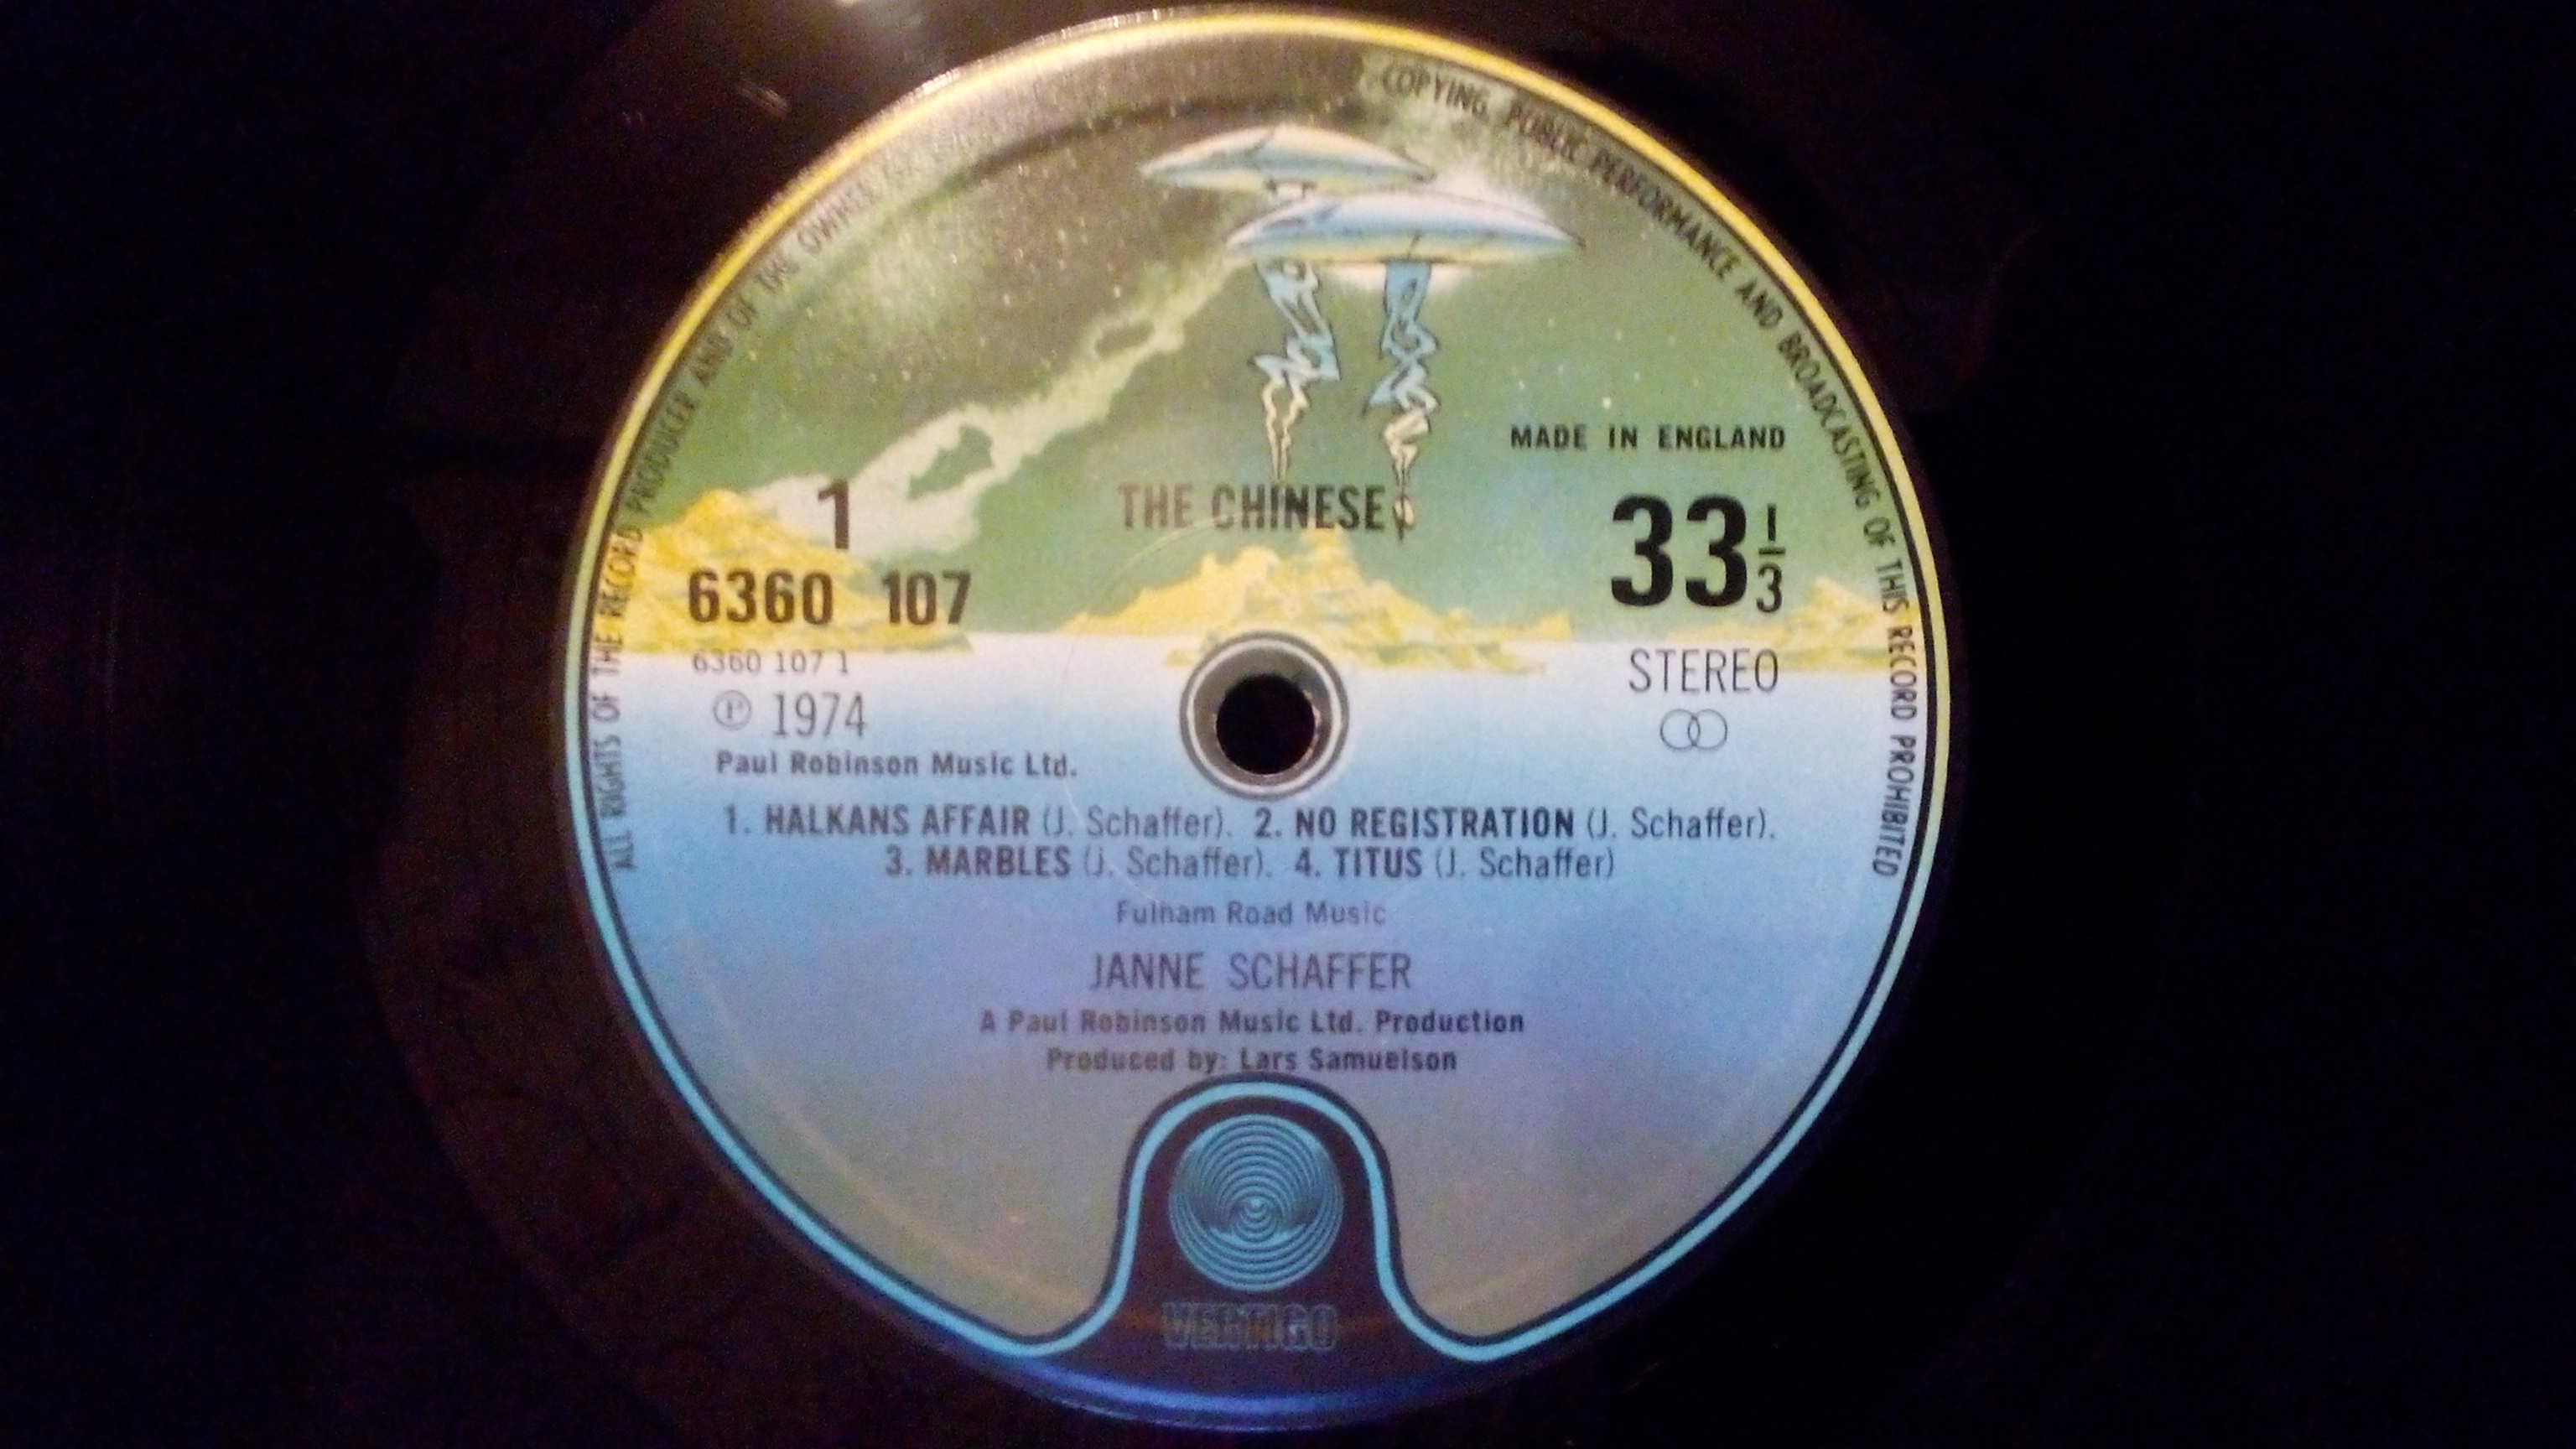 ALL RIGHTS OF THE RECORD PRODUCER AND OF THE
COPYING, PUBLIC PERFORMANCE AND BROADCASTING OF THIS RECORD PROHIBITED
MADE IN ENGLAND
1
THE CHINESE
33 1/3
6360 107
6360 107 1
STEREO
Ⓟ 1974
Paul Robinson Music Ltd.
1. HALKANS AFFAIR (J. Schaffer). 2. NO REGISTRATION (J. Schaffer).
3. MARBLES (J. Schaffer). 4. TITUS (J. Schaffer)
Fulham Road Music
JANNE SCHAFFER
A Paul Robinson Music Ltd. Production
Produced by: Lars Samuelson
VERTIGO